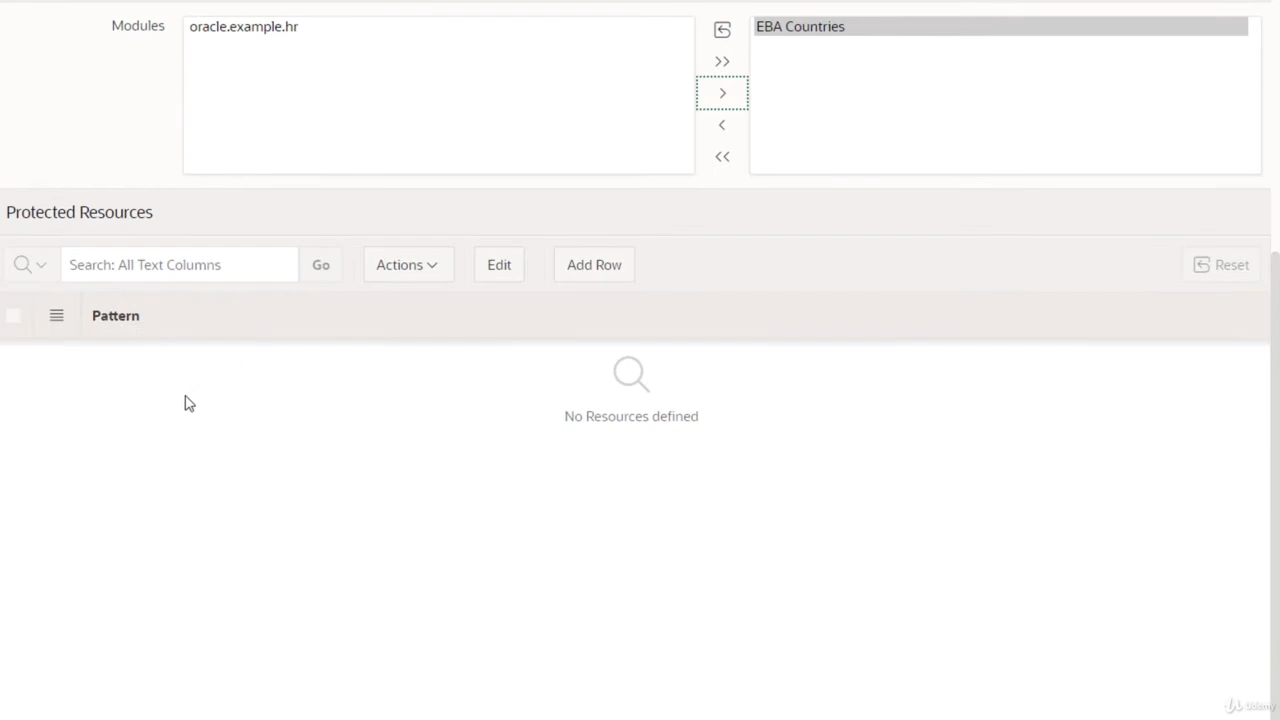 Modules
oracle.example.hr
EBA Countries
Protected Resources
Search: All Text Columns
Go
Actions
Edit
Add Row
Reset
Pattern
No Resources defined
Udemy